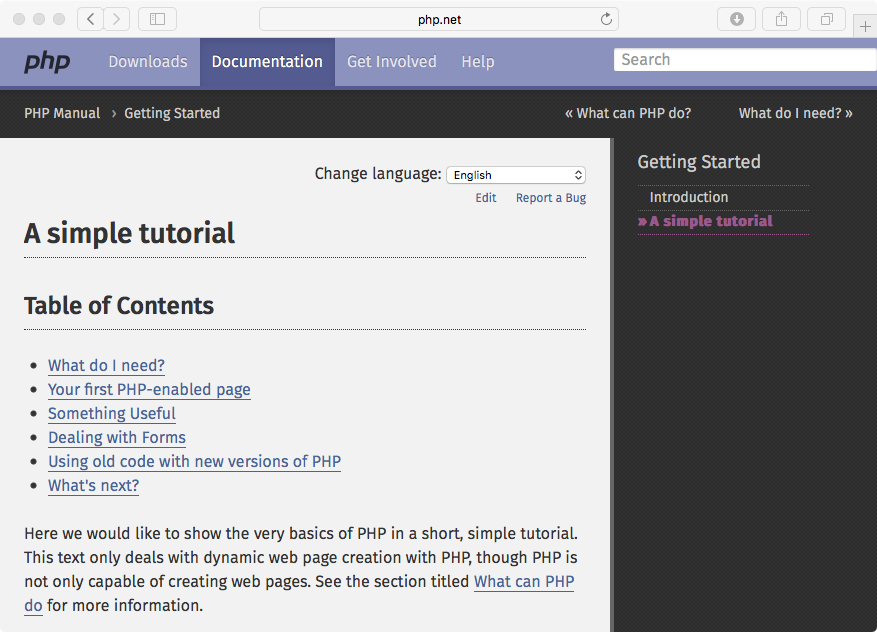 php.net
php Downloads Documentation Get Involved Help Search
PHP Manual › Getting Started « What can PHP do? What do I need? »
Change language: English
Edit Report a Bug
A simple tutorial
Table of Contents
• What do I need?
• Your first PHP-enabled page
• Something Useful
• Dealing with Forms
• Using old code with new versions of PHP
• What's next?
Here we would like to show the very basics of PHP in a short, simple tutorial.
This text only deals with dynamic web page creation with PHP, though PHP is
not only capable of creating web pages. See the section titled What can PHP
do for more information.
Getting Started
Introduction
» A simple tutorial